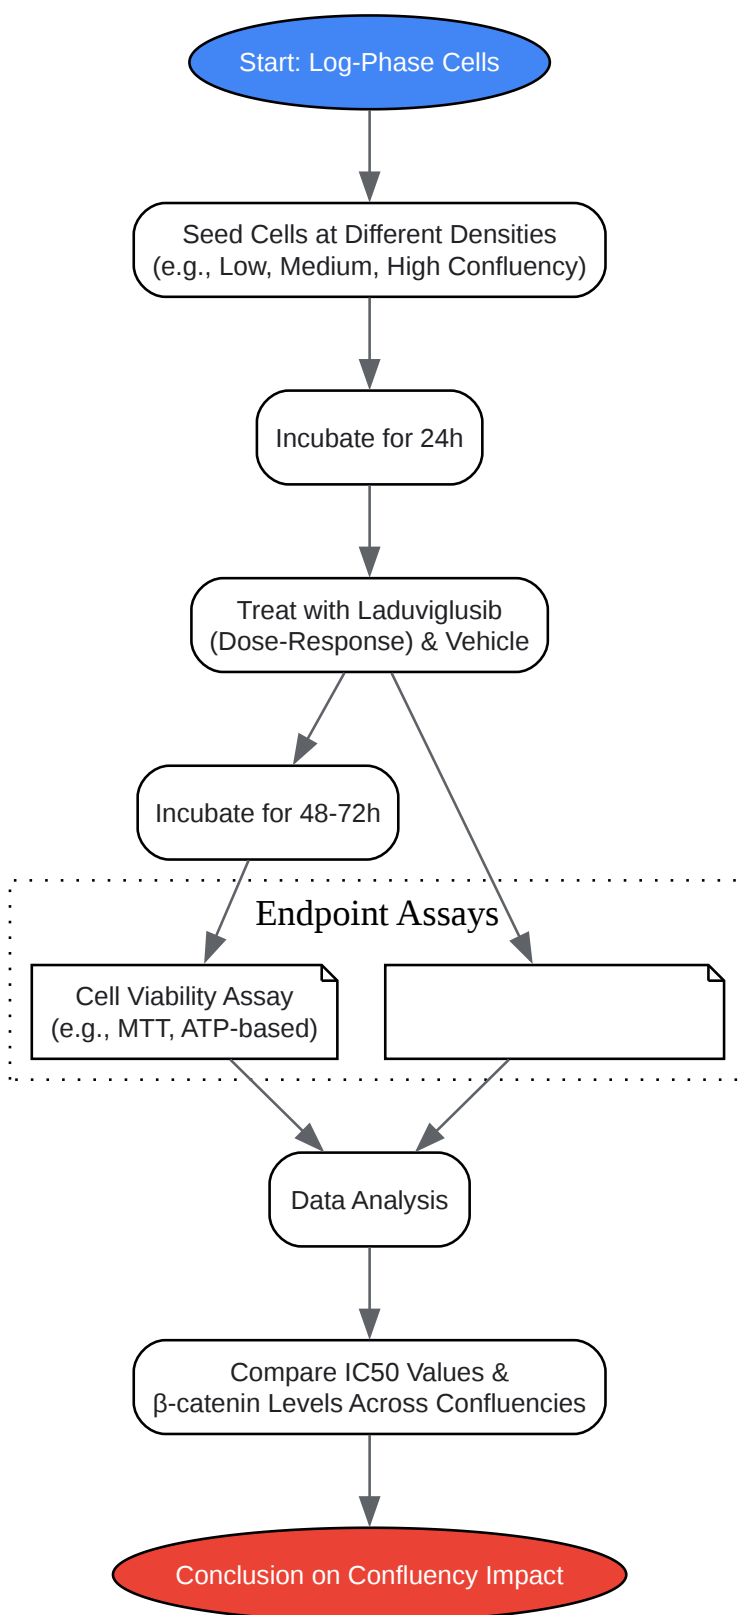 Start: Log-Phase Cells
Seed Cells at Different Densities
(e.g., Low, Medium, High Confluency)
Incubate for 24h
Treat with Laduviglusib
(Dose-Response) & Vehicle
Incubate for 48-72h
Endpoint Assays
Cell Viability Assay
(e.g., MTT, ATP-based)
Data Analysis
Compare IC50 Values &
β-catenin Levels Across Confluencies
Conclusion on Confluency Impact